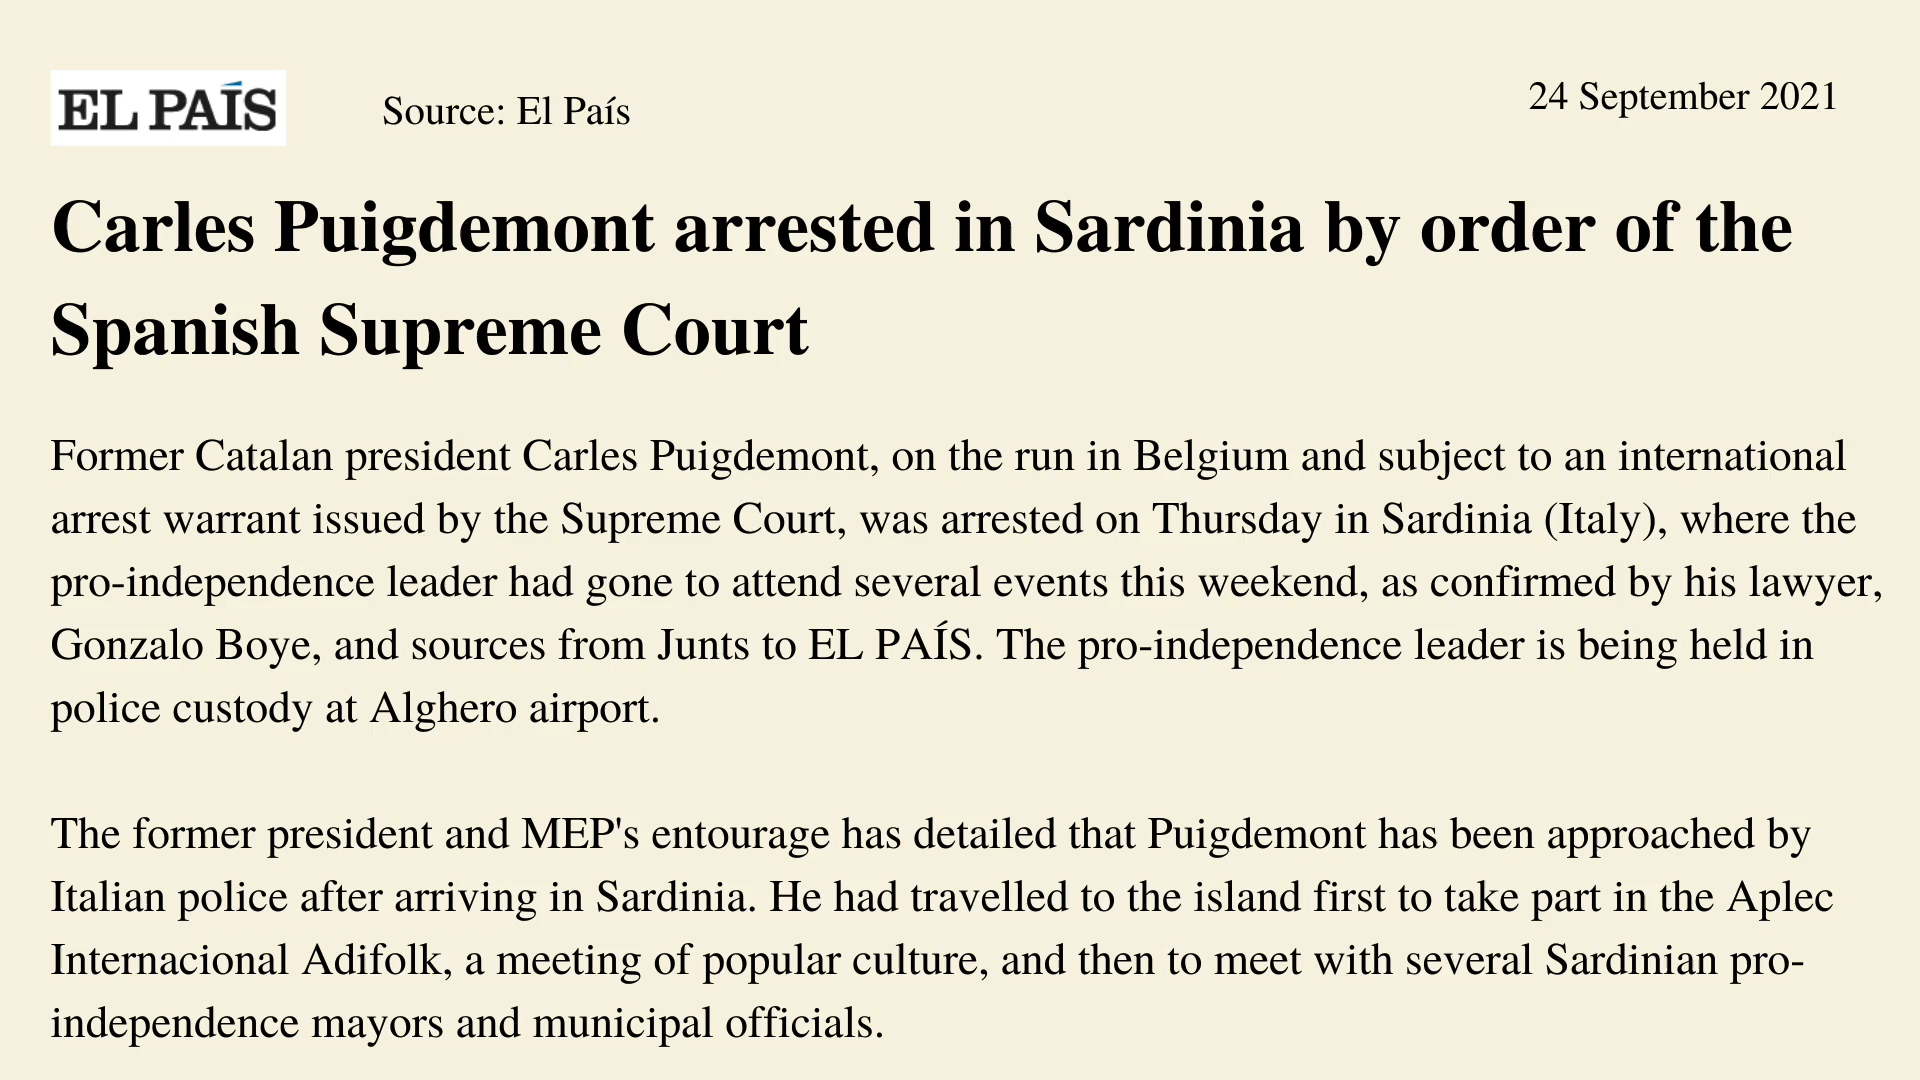 EL PAÍS
Source: El País
24 September 2021
Carles Puigdemont arrested in Sardinia by order of the
Spanish Supreme Court
Former Catalan president Carles Puigdemont, on the run in Belgium and subject to an international
arrest warrant issued by the Supreme Court, was arrested on Thursday in Sardinia (Italy), where the
pro-independence leader had gone to attend several events this weekend, as confirmed by his lawyer,
Gonzalo Boye, and sources from Junts to EL PAÍS. The pro-independence leader is being held in
police custody at Alghero airport.
The former president and MEP's entourage has detailed that Puigdemont has been approached by
Italian police after arriving in Sardinia. He had travelled to the island first to take part in the Aplec
Internacional Adifolk, a meeting of popular culture, and then to meet with several Sardinian pro-
independence mayors and municipal officials.